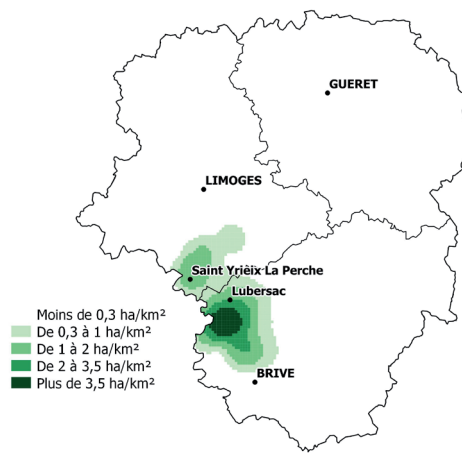 GUERET
LIMOGES
Saint Yrièix La Perche
Lubersac
Moins de 0,3 ha/km²
De 0,3 à 1 ha/km²
De 1 à 2 ha/km²
De 2 à 3,5 ha/km²
Plus de 3,5 ha/km²
BRIVE